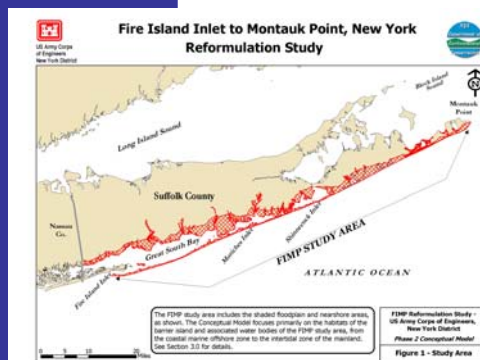 Fire Island Inlet to Montauk Point, New York
Reformulation Study
US Army Corps
of Engineers
New York District
N
Block Island
Sound
Montauk
Point
Long Island Sound
Suffolk County
Nassau
Co.
Great South Bay
Moriches Inlet
Shinnecock Inlet
Fire Island Inlet
FIMP STUDY AREA
ATLANTIC OCEAN
The FIMP study area includes the shaded floodplain and nearshore areas,
as shown. The Conceptual Model focuses primarily on the habitats of the
barrier island and associated water bodies of the FIMP study area, from
the coastal marine offshore zone to the intertidal zone of the mainland.
See Section 3.0 for details.
FIMP Reformulation Study -
US Army Corps of Engineers,
New York District
Phase 2 Conceptual Model
Figure 1 - Study Area
0 5 10 20
Miles